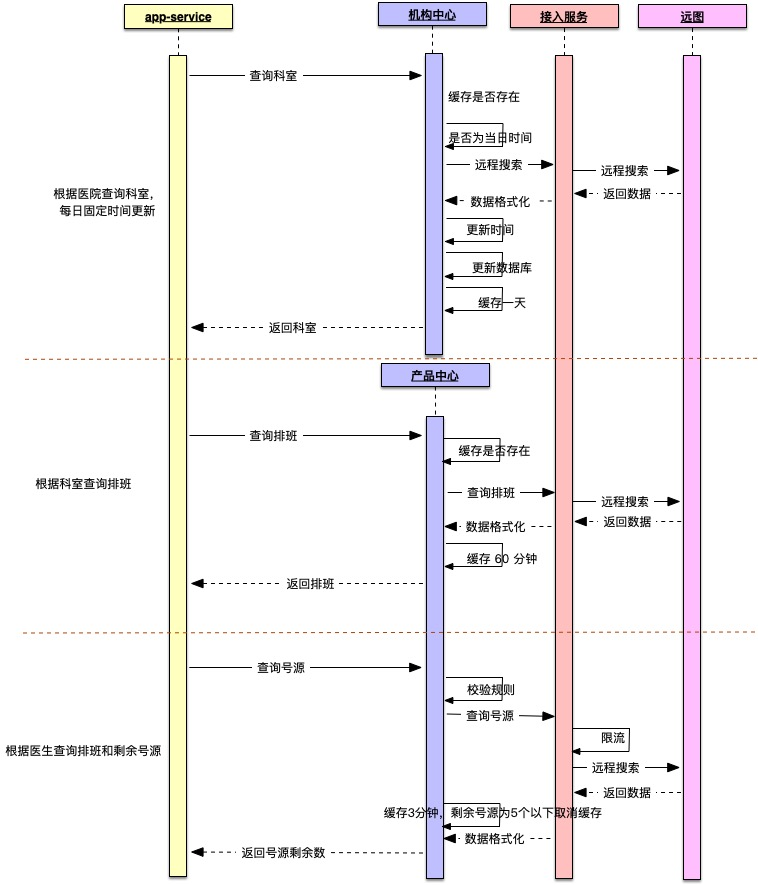 app-service
机构中心
接入服务
远图
查询科室
缓存是否存在
是否为当日时间
远程搜索
远程搜索
根据医院查询科室，
每日固定时间更新
返回数据
数据格式化
更新时间
更新数据库
缓存一天
返回科室
产品中心
查询排班
缓存是否存在
根据科室查询排班
查询排班
远程搜索
返回数据
数据格式化
缓存 60 分钟
返回排班
查询号源
校验规则
查询号源
限流
根据医生查询排班和剩余号源
远程搜索
返回数据
缓存3分钟，剩余号源为5个以下取消缓存
数据格式化
返回号源剩余数